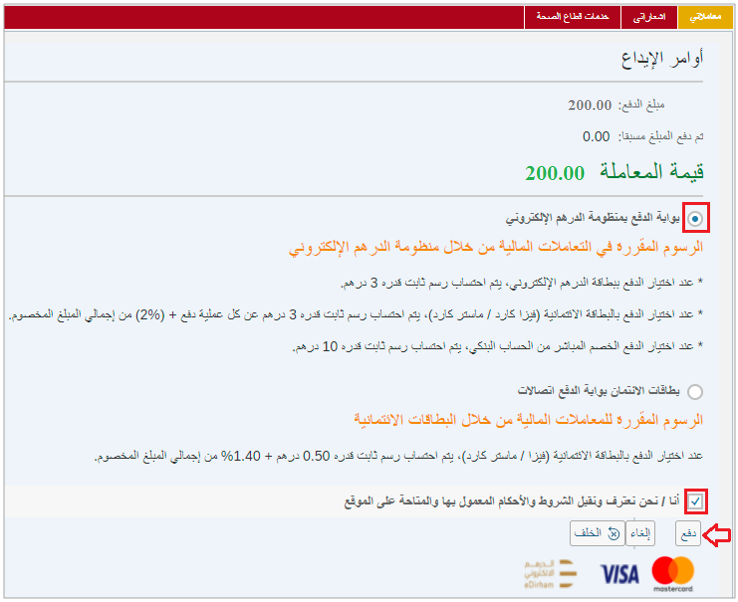 معاملاتي
اشعاراتى
خدمات قطاع الصحة
أوامر الإيداع
مبلغ الدفع: 200.00
تم دفع المبلغ مسبقا: 0.00
قيمة المعاملة 200.00
بوابة الدفع بمنظومة الدرهم الإلكتروني
الرسوم المقررة في التعاملات المالية من خلال منظومة الدرهم الإلكتروني
* عند اختيار الدفع ببطاقة الدرهم الإلكتروني، يتم احتساب رسم ثابت قدره 3 درهم.
* عند اختيار الدفع بالبطاقة الائتمانية (فيزا كارد / ماستر كارد)، يتم احتساب رسم ثابت قدره 3 درهم عن كل عملية دفع + (2%) من إجمالي المبلغ المخصوم.
* عند اختيار الدفع الخصم المباشر من الحساب البنكي، يتم احتساب رسم ثابت قدره 10 درهم.
بطاقات الائتمان بوابة الدفع اتصالات
الرسوم المقررة للمعاملات المالية من خلال البطاقات الائتمانية
عند اختيار الدفع بالبطاقة الائتمانية (فيزا / ماستر كارد)، يتم احتساب رسم ثابت قدره 0.50 درهم + 1.40% من إجمالي المبلغ المخصوم.
أنا / نحن نعترف ونقبل الشروط والأحكام المعمول بها والمتاحة على الموقع
دفع
إلغاء
الخلف
mastercard
VISA
الدرهم
الالكتروني
eDirham